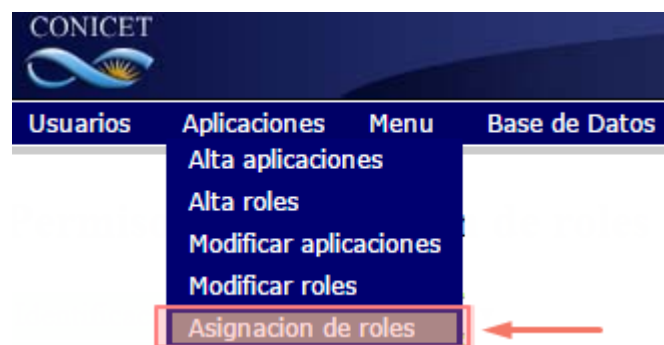 CONICET
Usuarios Aplicaciones Menu Base de Datos
Alta aplicaciones
Alta roles
Modificar aplicaciones
Modificar roles
Asignacion de roles